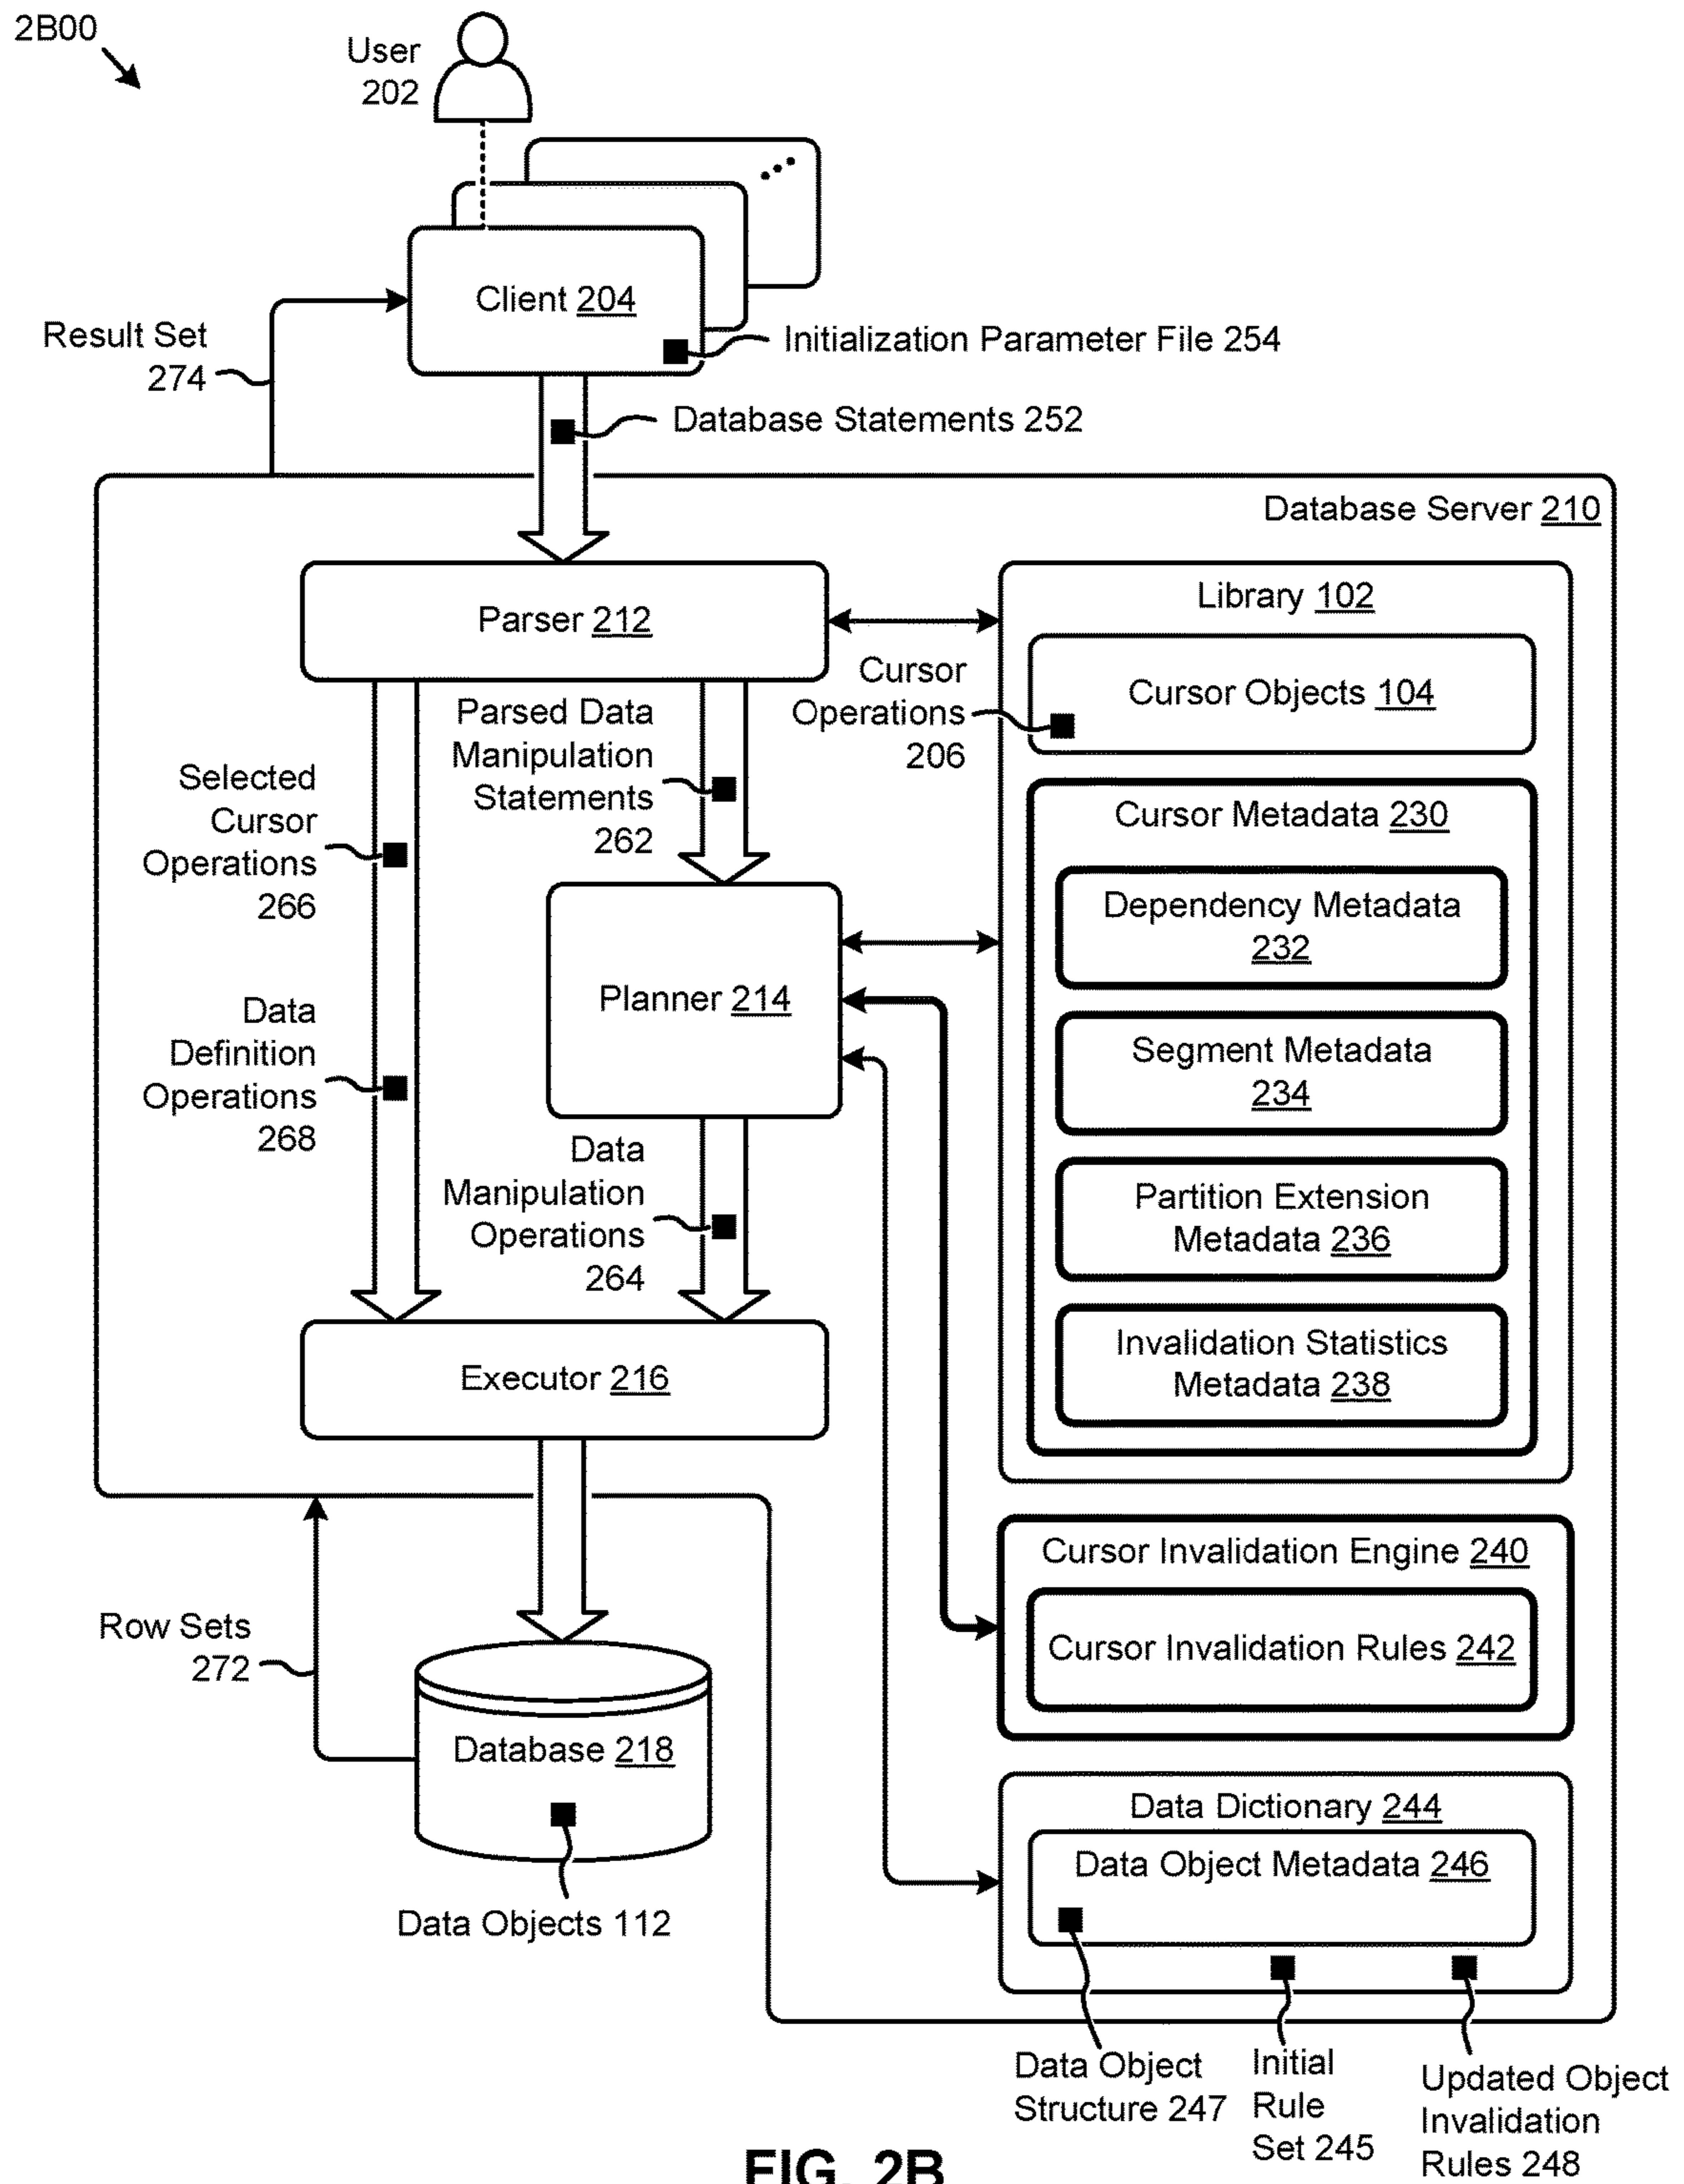 2B00
User
202
Client 204
Result Set
274
Initialization Parameter File 254
Database Statements 252
Database Server 210
Parser 212
Library 102
Cursor
Operations
206
Cursor Objects 104
Parsed Data
Manipulation
Statements
262
Selected
Cursor
Operations
266
Cursor Metadata 230
Dependency Metadata
232
Planner 214
Data
Definition
Operations
268
Segment Metadata
234
Data
Manipulation
Operations
264
Partition Extension
Metadata 236
Executor 216
Invalidation Statistics
Metadata 238
Cursor Invalidation Engine 240
Cursor Invalidation Rules 242
Row Sets
272
Database 218
Data Objects 112
Data Dictionary 244
Data Object Metadata 246
Data Object
Structure 247
Initial
Rule
Set 245
Updated Object
Invalidation
Rules 248
FIG. 2B